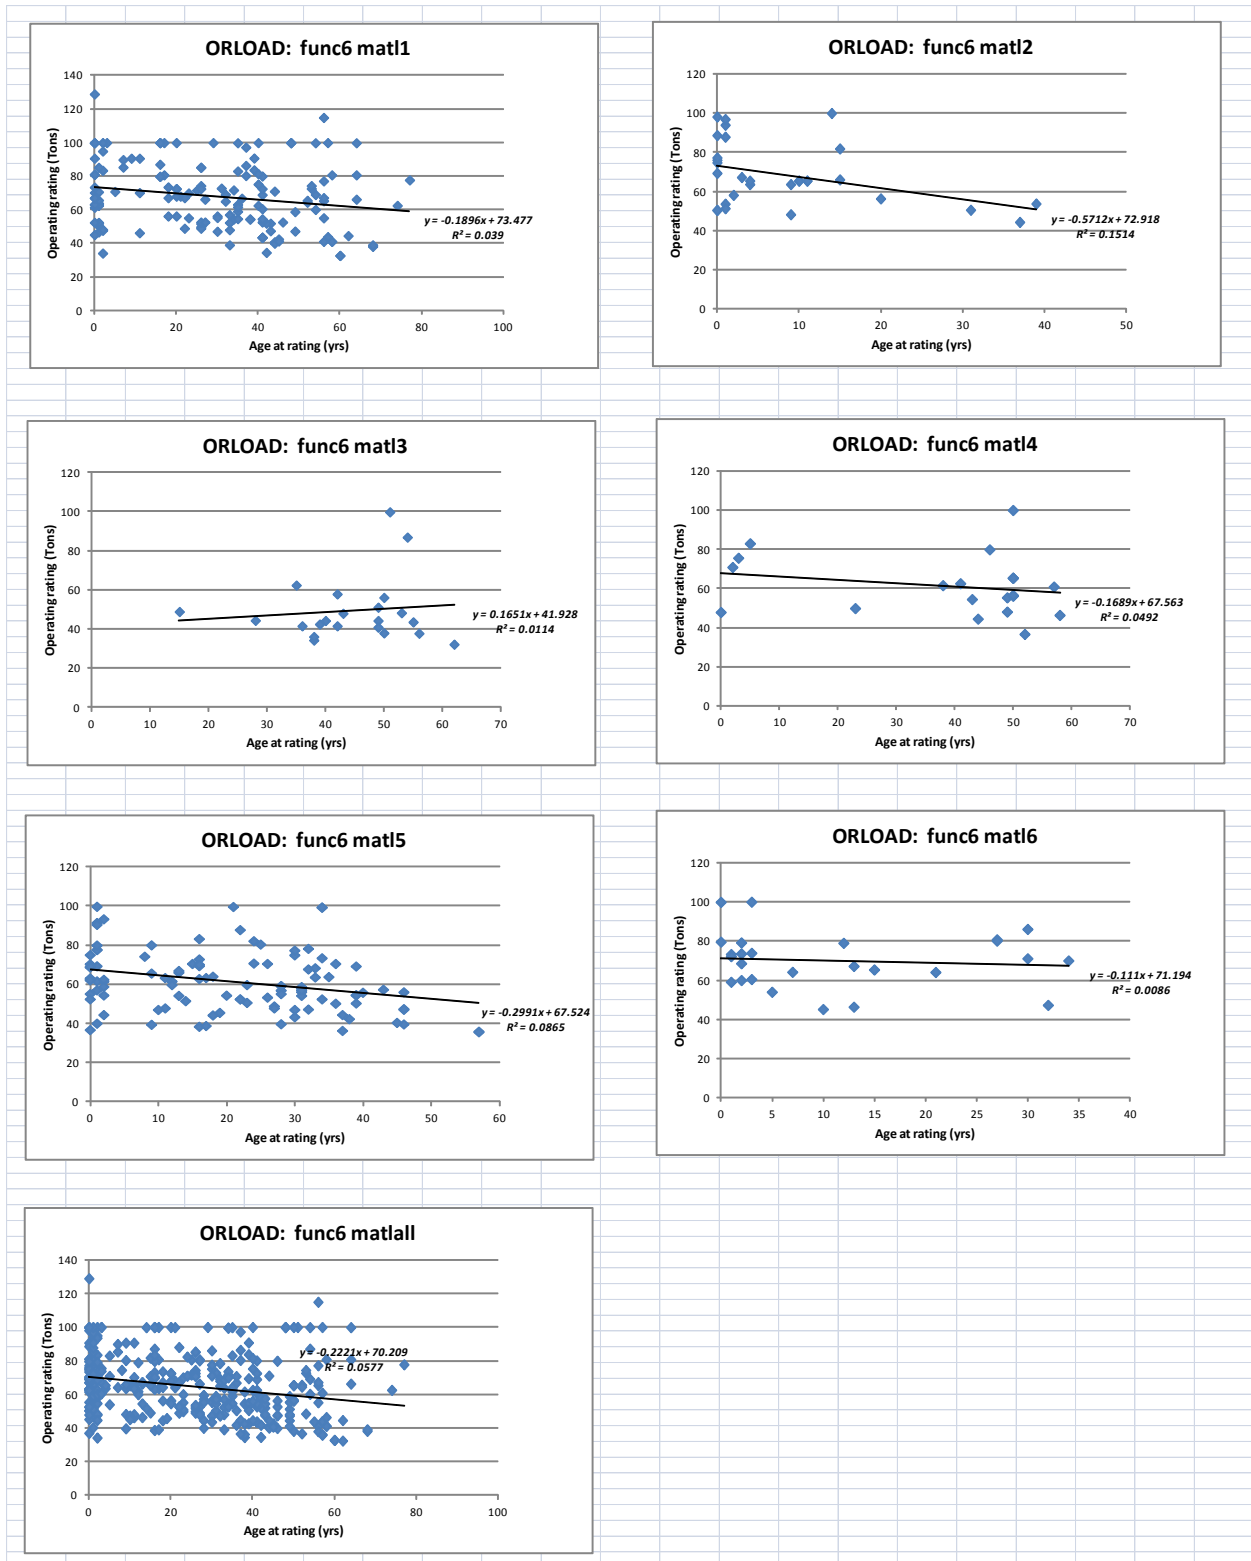 ORLOAD: func6 matl1
140
120
100
80
60
40
20
0
0 20 40 60 80 100
Operating rating (Tons)
Age at rating (yrs)
y = -0.1896x + 73.477
R² = 0.039
ORLOAD: func6 matl2
120
100
80
60
40
20
0
0 10 20 30 40 50
Operating rating (Tons)
Age at rating (yrs)
y = -0.5712x + 72.918
R² = 0.1514
ORLOAD: func6 matl3
120
100
80
60
40
20
0
0 10 20 30 40 50 60 70
Operating rating (Tons)
Age at rating (yrs)
y = 0.1651x + 41.928
R² = 0.0114
ORLOAD: func6 matl4
120
100
80
60
40
20
0
0 10 20 30 40 50 60 70
Operating rating (Tons)
Age at rating (yrs)
y = -0.1689x + 67.563
R² = 0.0492
ORLOAD: func6 matl5
120
100
80
60
40
20
0
0 10 20 30 40 50 60
Operating rating (Tons)
Age at rating (yrs)
y = -0.2991x + 67.524
R² = 0.0865
ORLOAD: func6 matl6
120
100
80
60
40
20
0
0 5 10 15 20 25 30 35 40
Operating rating (Tons)
Age at rating (yrs)
y = -0.111x + 71.194
R² = 0.0086
ORLOAD: func6 matlall
140
120
100
80
60
40
20
0
0 20 40 60 80 100
Operating rating (Tons)
Age at rating (yrs)
y = -0.2221x + 70.209
R² = 0.0577